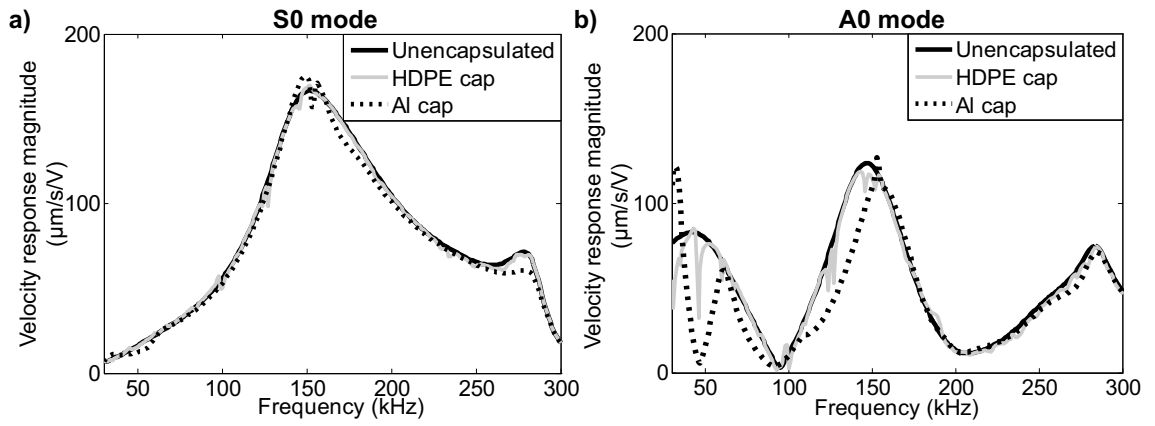 a)
S0 mode
Velocity response magnitude
(µm/s/V)
200
100
0
50
100
150
200
250
300
Frequency (kHz)
Unencapsulated
HDPE cap
Al cap
b)
A0 mode
Velocity response magnitude
(µm/s/V)
200
100
0
50
100
150
200
250
300
Frequency (kHz)
Unencapsulated
HDPE cap
Al cap